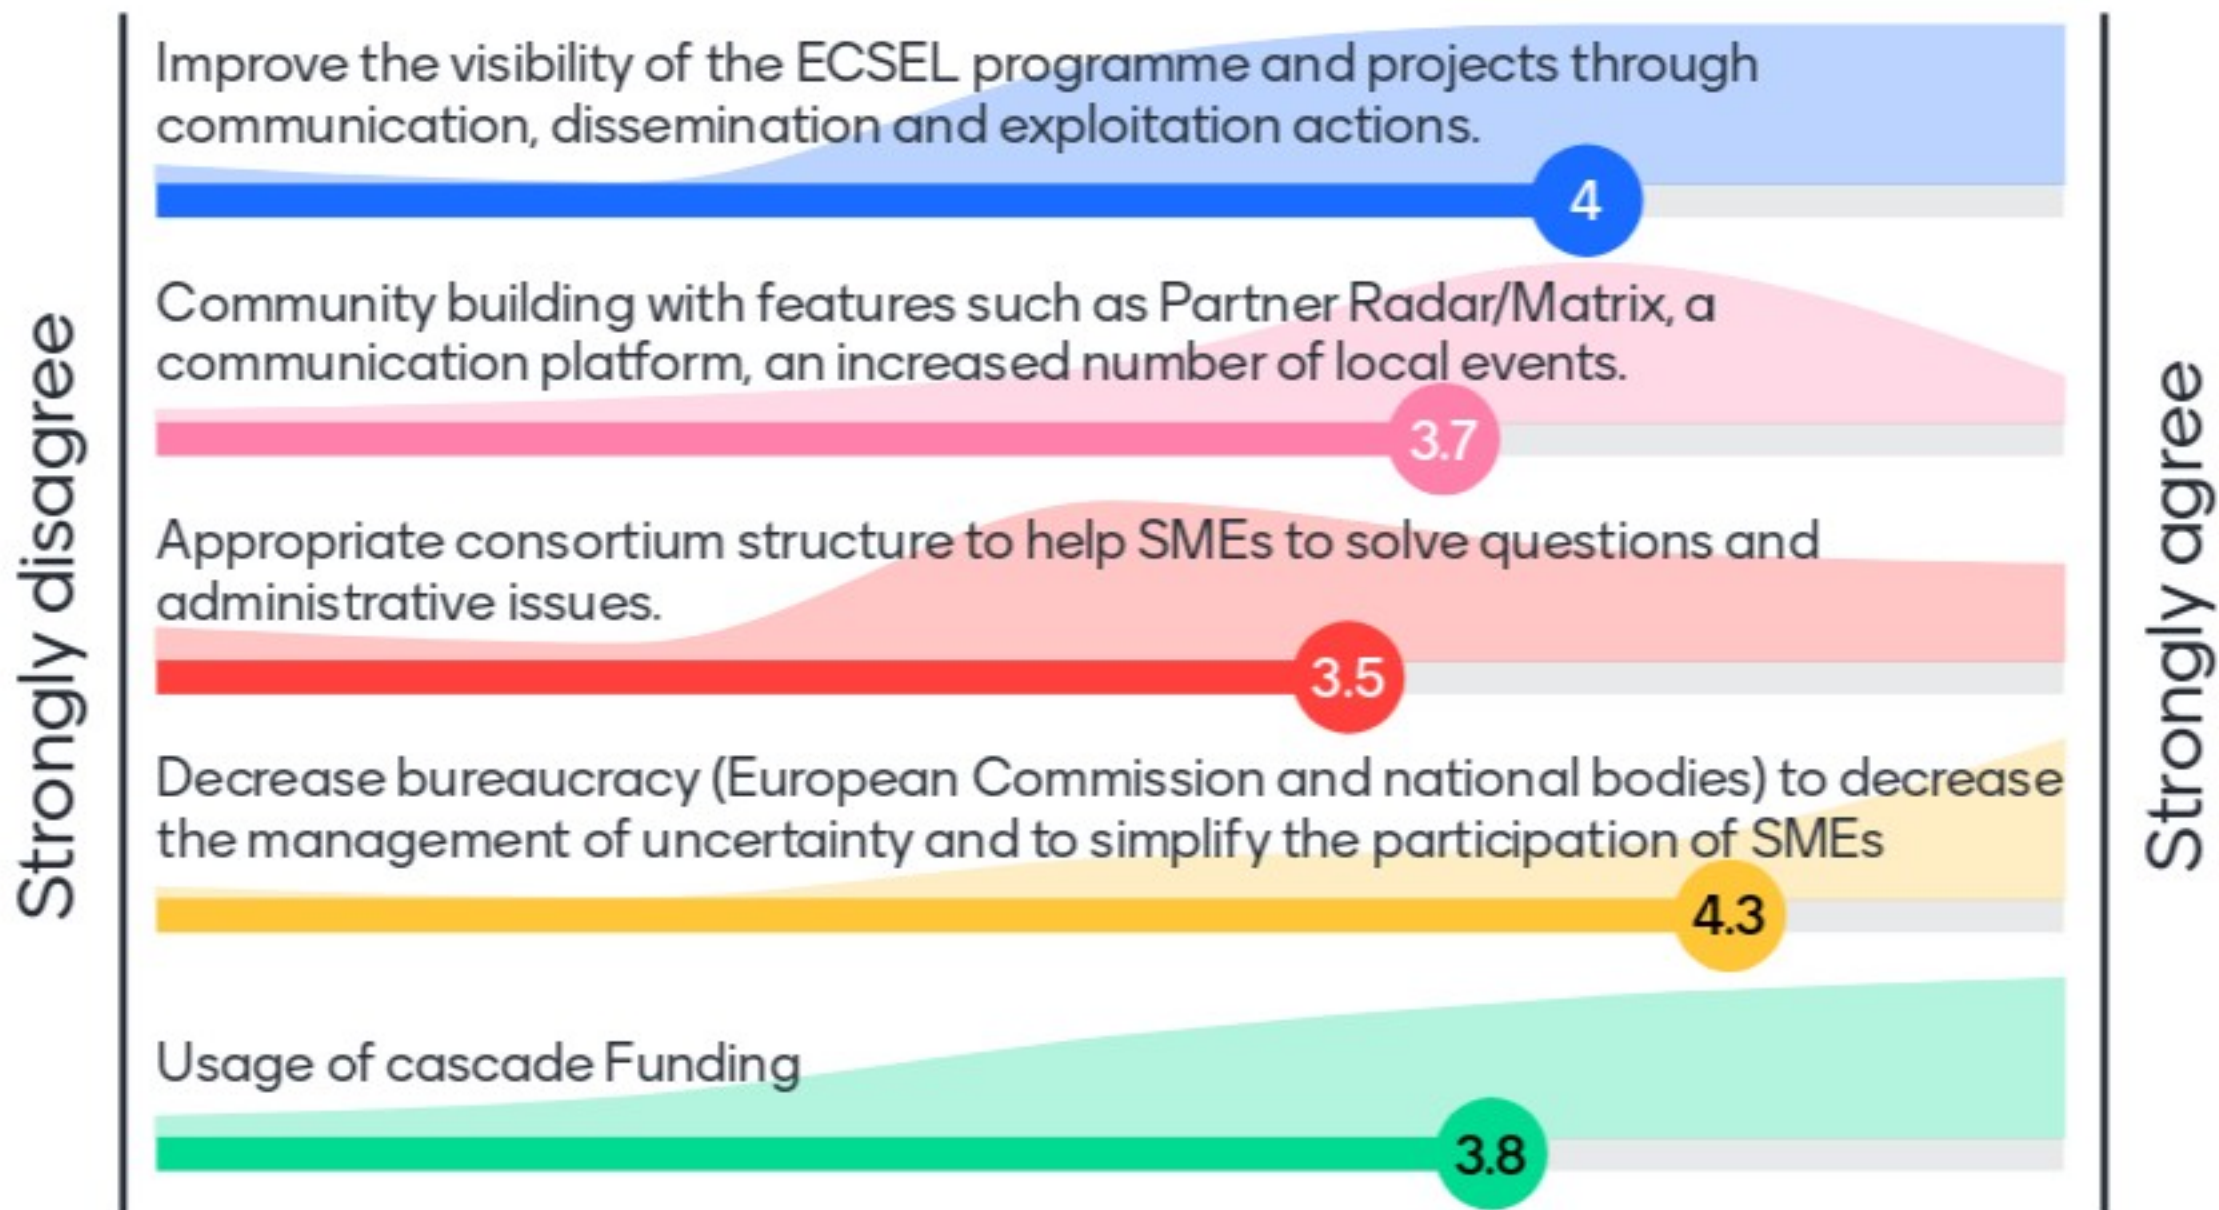 Strongly disagree
Improve the visibility of the ECSEL programme and projects through
communication, dissemination and exploitation actions.
4
Community building with features such as Partner Radar/Matrix, a
communication platform, an increased number of local events.
3.7
Appropriate consortium structure to help SMEs to solve questions and
administrative issues.
3.5
Decrease bureaucracy (European Commission and national bodies) to decrease
the management of uncertainty and to simplify the participation of SMEs
4.3
Usage of cascade Funding
3.8
Strongly agree